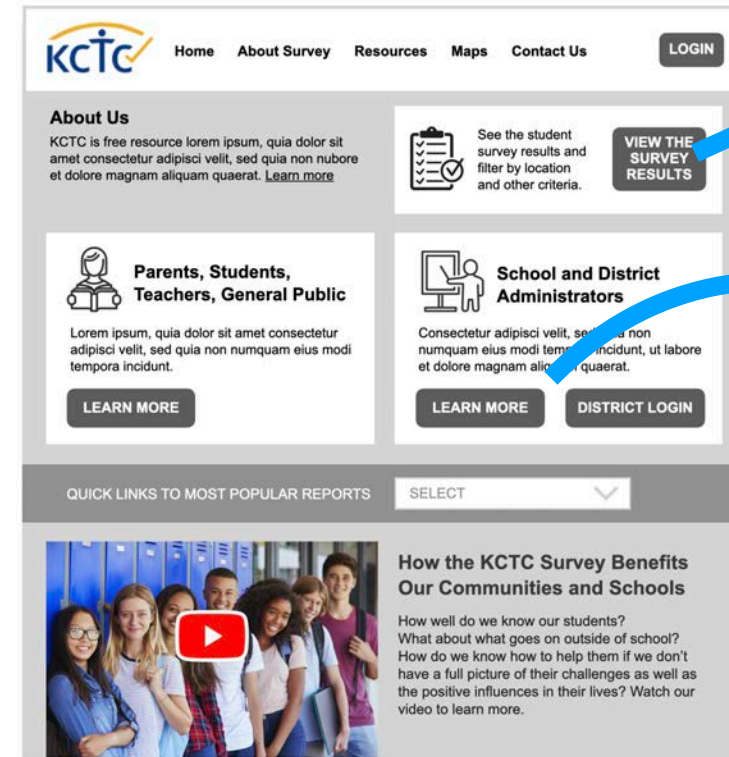 KCTC
Home About Survey Resources Maps Contact Us LOGIN
About Us
KCTC is free resource lorem ipsum, quia dolor sit
amet consectetur adipisci velit, sed quia non nubore
et dolore magnam aliquam quaerat. Learn more
See the student
survey results and
filter by location
and other criteria.
VIEW THE
SURVEY
RESULTS
Parents, Students,
Teachers, General Public
Lorem ipsum, quia dolor sit amet consectetur
adipisci velit, sed quia non numquam eius modi
tempora incidunt.
LEARN MORE
School and District
Administrators
Consectetur adipisci velit, non
numquam eius modi incidunt, ut labore
et dolore magnam quaerat.
LEARN MORE DISTRICT LOGIN
QUICK LINKS TO MOST POPULAR REPORTS SELECT
How the KCTC Survey Benefits
Our Communities and Schools
How well do we know our students?
What about what goes on outside of school?
How do we know how to help them if we don't
have a full picture of their challenges as well as
the positive influences in their lives? Watch our
video to learn more.